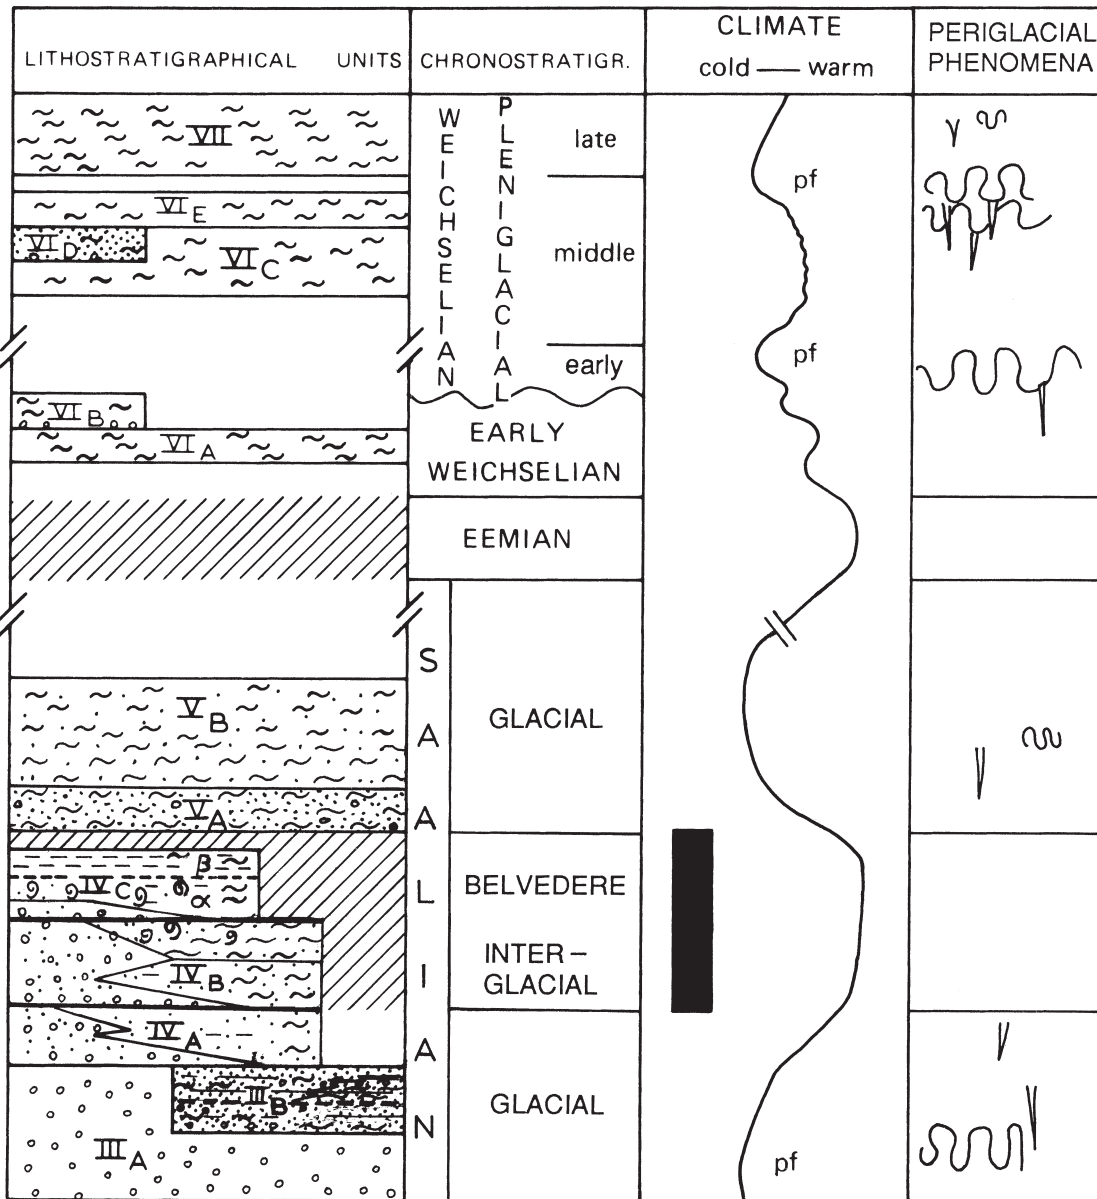 LITHOSTRATIGRAPHICAL UNITS
CHRONOSTRATIGR.
CLIMATE
cold — warm
PERIGLACIAL
PHENOMENA
VII
VI E
VI D
VI C
VI B
VI A
V B
V A
IV C
β
α
IV B
IV A
III B
III A
WEICHSELIAN
PLENIGLACIAL
late
middle
early
EARLY
WEICHSELIAN
EEMIAN
SAALIAN
GLACIAL
BELVEDERE
INTER–
GLACIAL
GLACIAL
pf
pf
pf